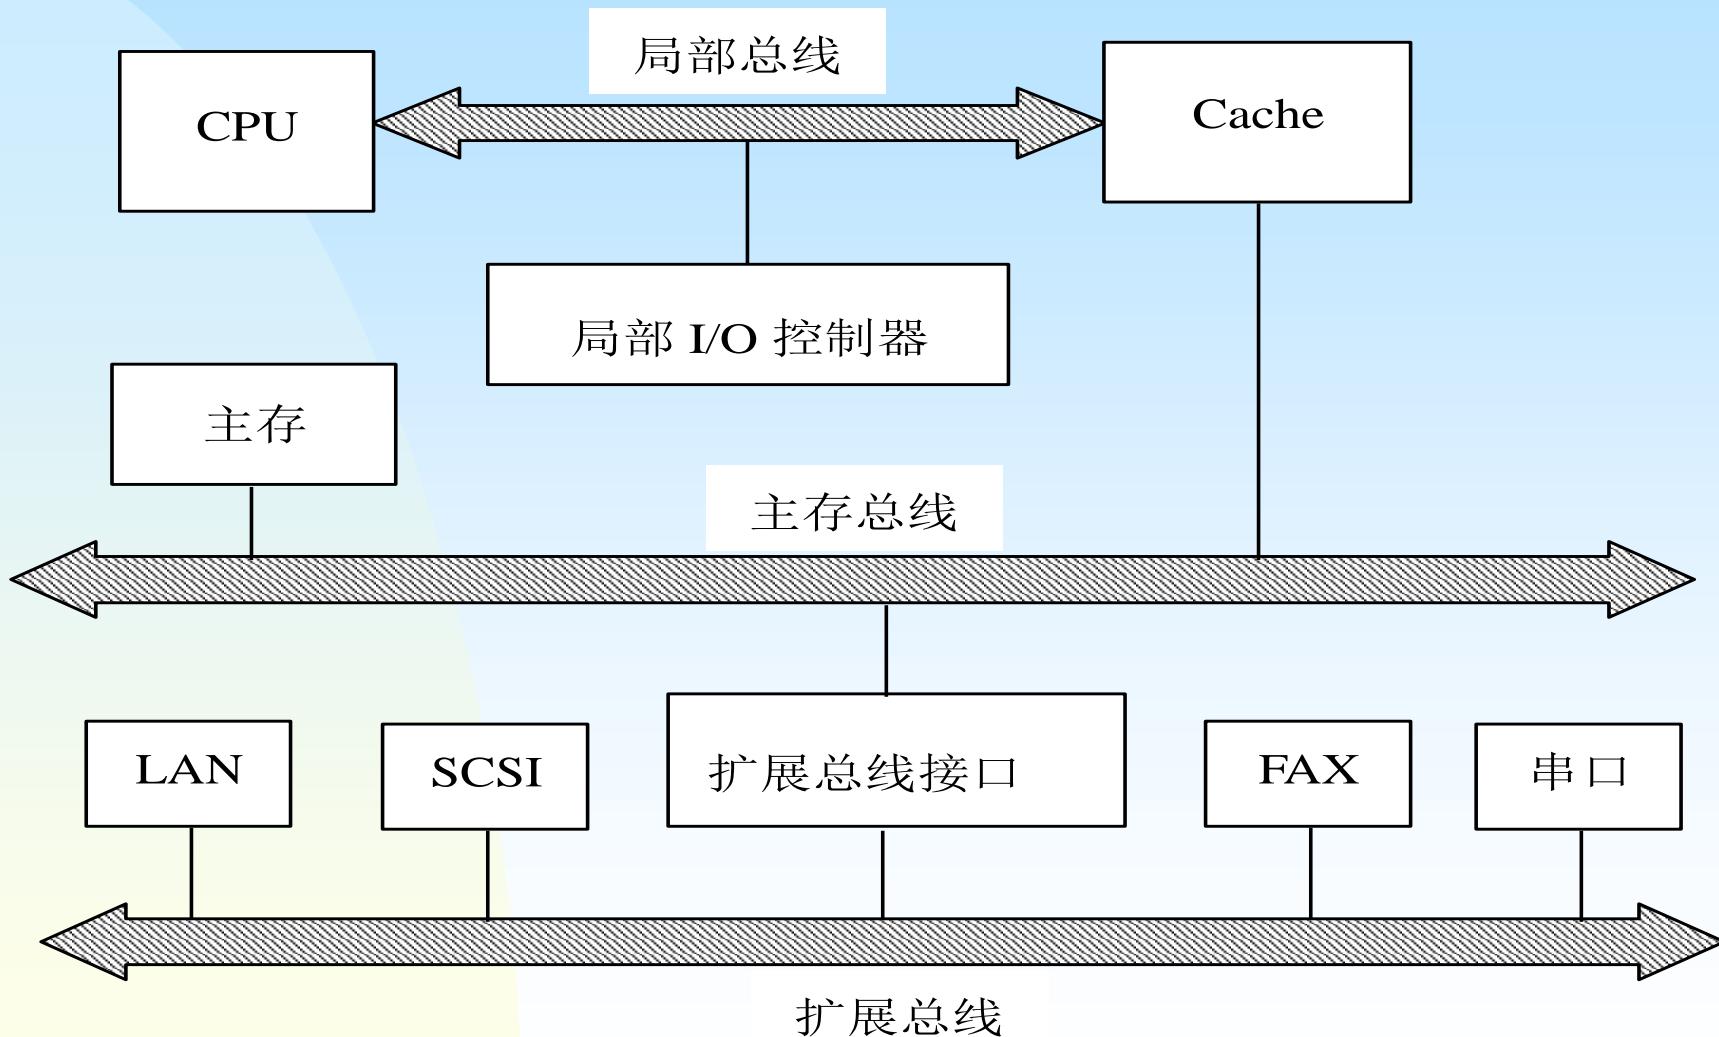 局部总线
CPU
Cache
局部 I/O 控制器
主存
主存总线
LAN
SCSI
扩展总线接口
FAX
串口
扩展总线